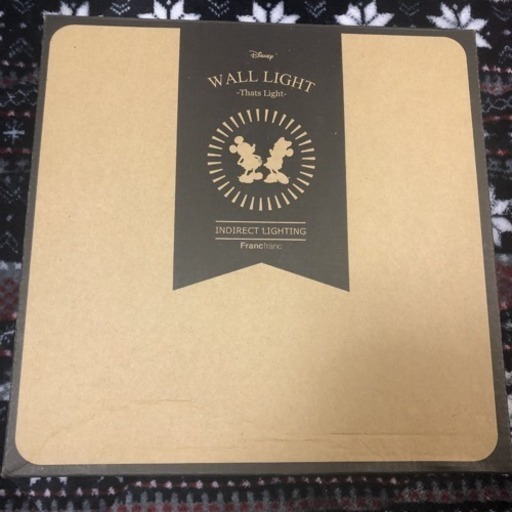 Disney
WALL LIGHT
-Thats Light-
INDIRECT LIGHTING
Francfranc